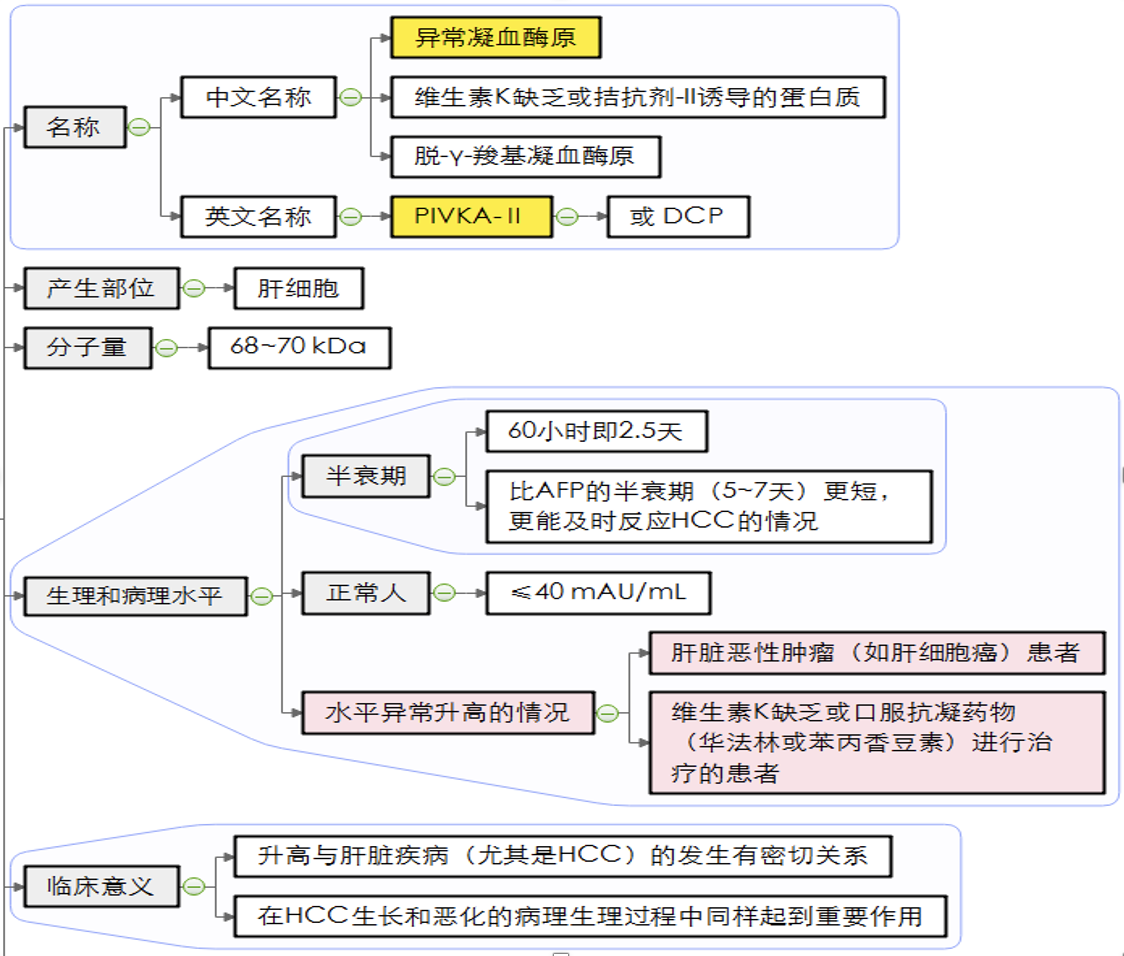 名称
中文名称
异常凝血酶原
维生素K缺乏或拮抗剂-II诱导的蛋白质
脱-γ-羧基凝血酶原
英文名称
PIVKA-II
或 DCP
产生部位
肝细胞
分子量
68~70 kDa
生理和病理水平
半衰期
60小时即2.5天
比AFP的半衰期（5~7天）更短，
更能及时反应HCC的情况
正常人
≤40 mAU/mL
水平异常升高的情况
肝脏恶性肿瘤（如肝细胞癌）患者
维生素K缺乏或口服抗凝药物
（华法林或苯丙香豆素）进行治
疗的患者
临床意义
升高与肝脏疾病（尤其是HCC）的发生有密切关系
在HCC生长和恶化的病理生理过程中同样起到重要作用